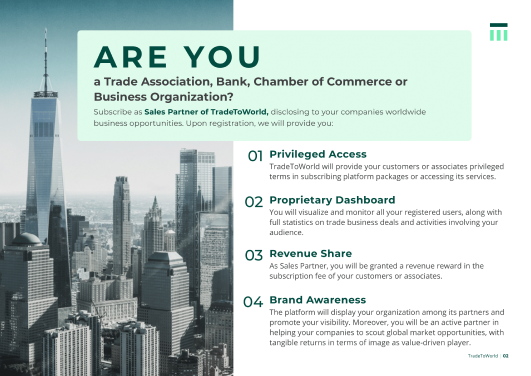 ARE YOU
a Trade Association, Bank, Chamber of Commerce or
Business Organization?
Subscribe as Sales Partner of TradeToWorld, disclosing to your companies worldwide
business opportunities. Upon registration, we will provide you:
01 Privileged Access
TradeToWorld will provide your customers or associates privileged
terms in subscribing platform packages or accessing its services.
02 Proprietary Dashboard
You will visualize and monitor all your registered users, along with
full statistics on trade business deals and activities involving your
audience.
03 Revenue Share
As Sales Partner, you will be granted a revenue reward in the
subscription fee of your customers or associates.
04 Brand Awareness
The platform will display your organization among its partners and
promote your visibility. Moreover, you will be an active partner in
helping your companies to scout global market opportunities, with
tangible returns in terms of image as value-driven player.
TradeToWorld | 02